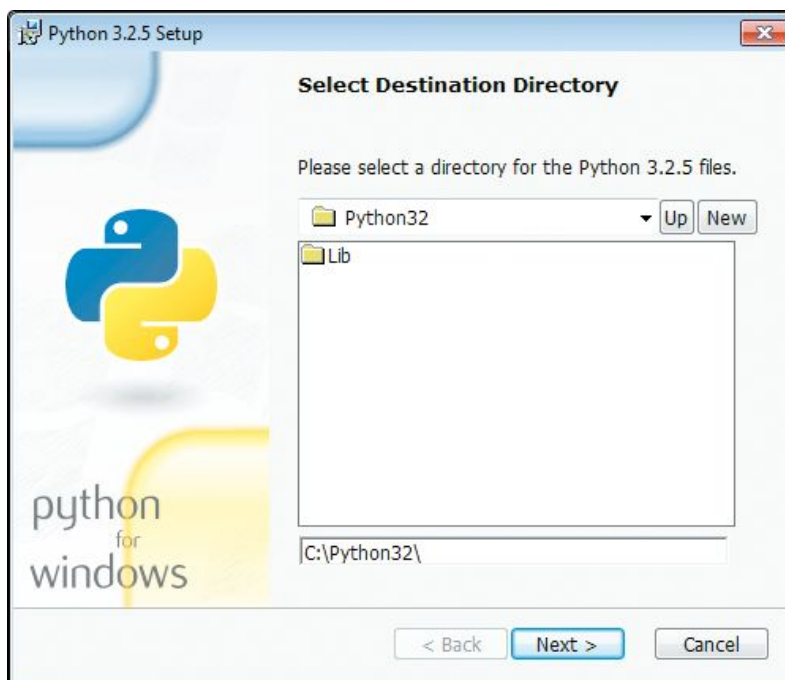 Python 3.2.5 Setup
Select Destination Directory
Please select a directory for the Python 3.2.5 files.
Python32
Up
New
Lib
C:\Python32\
python
for
windows
< Back
Next >
Cancel